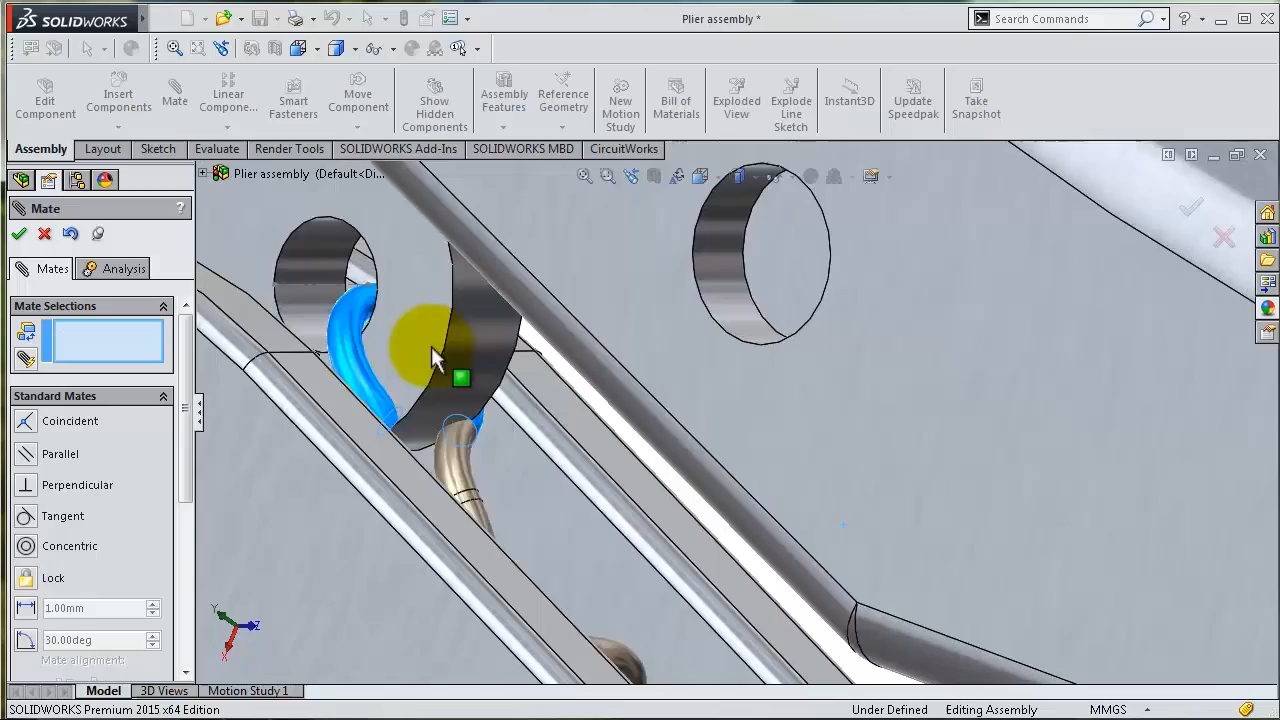 SOLIDWORKS
Plier assembly *
Search Commands
Edit Component
Insert Components
Mate
Linear Compone...
Smart Fasteners
Move Component
Show Hidden Components
Assembly Features
Reference Geometry
New Motion Study
Bill of Materials
Exploded View
Explode Line Sketch
Instant3D
Update Speedpak
Take Snapshot
Assembly
Layout
Sketch
Evaluate
Render Tools
SOLIDWORKS Add-Ins
SOLIDWORKS MBD
CircuitWorks
Plier assembly (Default<Di...
Mate
?
Mates
Analysis
Mate Selections
Standard Mates
Coincident
Parallel
Perpendicular
Tangent
Concentric
Lock
1.00mm
30.00deg
Mate alignment:
Y
Z
X
Model
3D Views
Motion Study 1
SOLIDWORKS Premium 2015 x64 Edition
Under Defined
Editing Assembly
MMGS